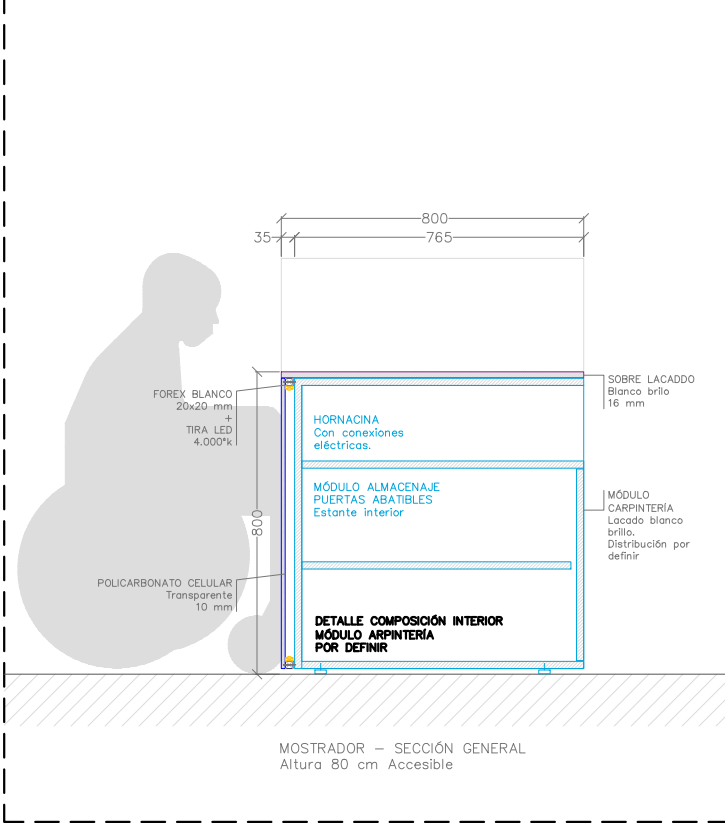 800
35
765
FOREX BLANCO
20x20 mm
+
TIRA LED
4.000°k
SOBRE LACADDO
Blanco brilo
16 mm
HORNACINA
Con conexiones
eléctricas.
MÓDULO ALMACENAJE
PUERTAS ABATIBLES
Estante interior
MÓDULO
CARPINTERÍA
Lacado blanco
brillo.
Distribución por
definir
800
POLICARBONATO CELULAR
Transparente
10 mm
DETALLE COMPOSICIÓN INTERIOR
MÓDULO ARPINTERÍA
POR DEFINIR
MOSTRADOR – SECCIÓN GENERAL
Altura 80 cm Accesible